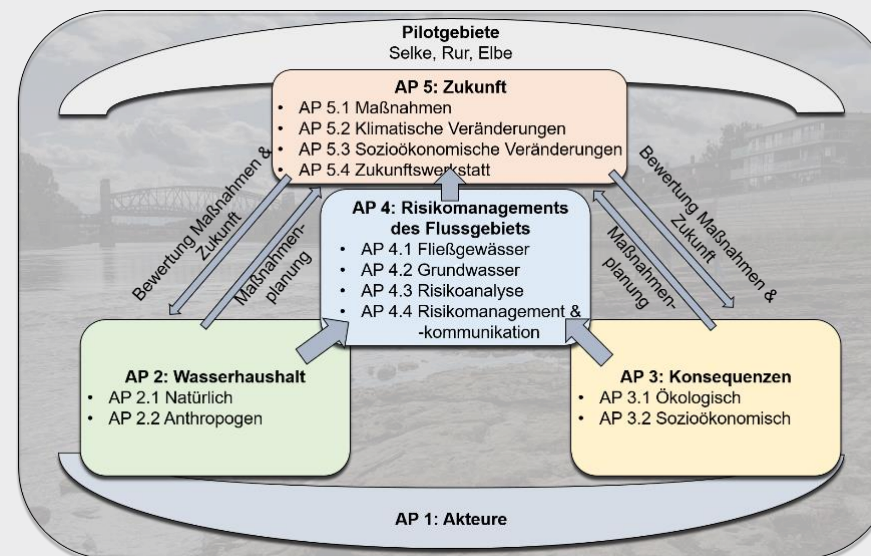 Pilotgebiete
Selke, Rur, Elbe
AP 5: Zukunft
• AP 5.1 Maßnahmen
• AP 5.2 Klimatische Veränderungen
• AP 5.3 Sozioökonomische Veränderungen
• AP 5.4 Zukunftswerkstatt
Bewertung Maßnahmen &
Zukunft
Maßnahmen-
planung
AP 4: Risikomanagements
des Flussgebiets
• AP 4.1 Fließgewässer
• AP 4.2 Grundwasser
• AP 4.3 Risikoanalyse
• AP 4.4 Risikomanagement &
-kommunikation
Bewertung Maßnahmen &
Zukunft
Maßnahmen-
planung
AP 2: Wasserhaushalt
• AP 2.1 Natürlich
• AP 2.2 Anthropogen
AP 3: Konsequenzen
• AP 3.1 Ökologisch
• AP 3.2 Sozioökonomisch
AP 1: Akteure